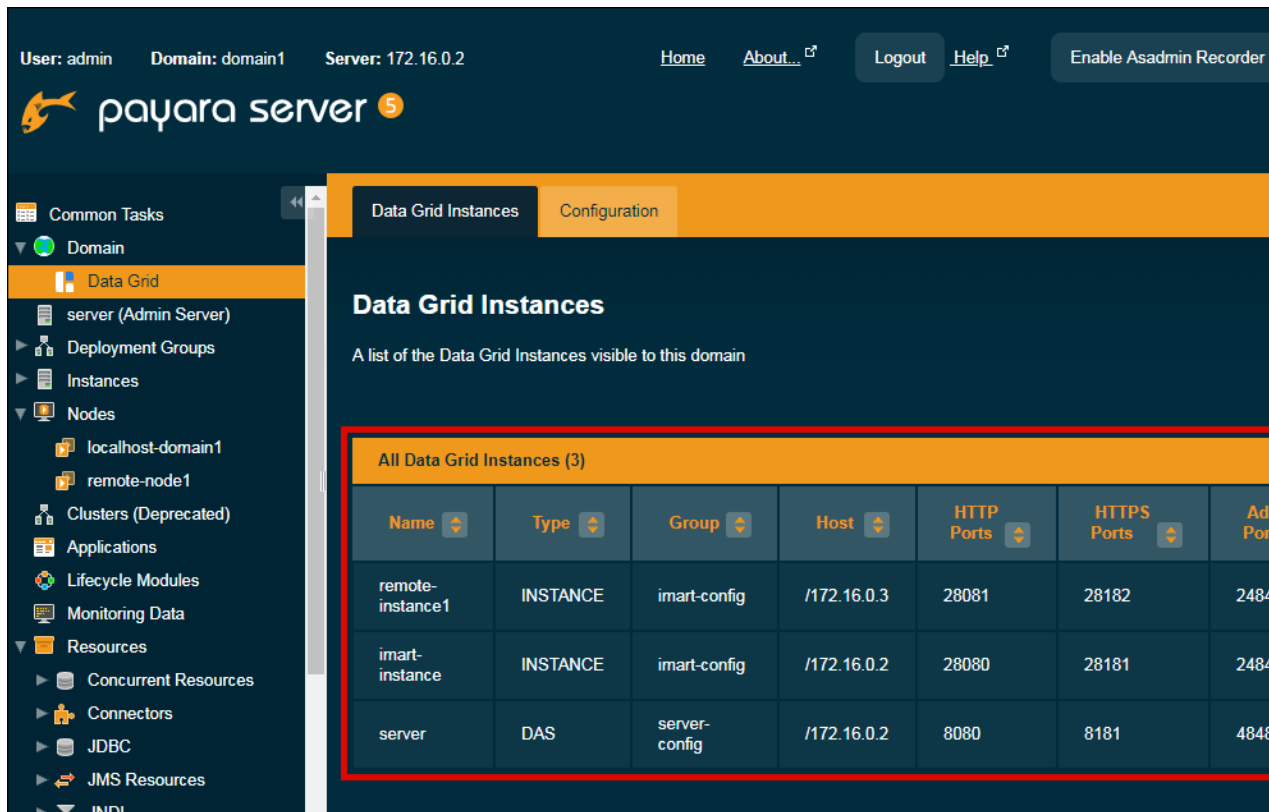 User: admin Domain: domain1 Server: 172.16.0.2 Home About... Logout Help Enable Asadmin Recorder
payara server 5
Common Tasks
Domain
Data Grid
server (Admin Server)
Deployment Groups
Instances
Nodes
localhost-domain1
remote-node1
Clusters (Deprecated)
Applications
Lifecycle Modules
Monitoring Data
Resources
Concurrent Resources
Connectors
JDBC
JMS Resources
JNDI
Data Grid Instances Configuration
Data Grid Instances
A list of the Data Grid Instances visible to this domain
All Data Grid Instances (3)
Name Type Group Host HTTP Ports HTTPS Ports
remote-instance1 INSTANCE imart-config /172.16.0.3 28081 28182 2484
imart-instance INSTANCE imart-config /172.16.0.2 28080 28181 2484
server DAS server-config /172.16.0.2 8080 8181 4848